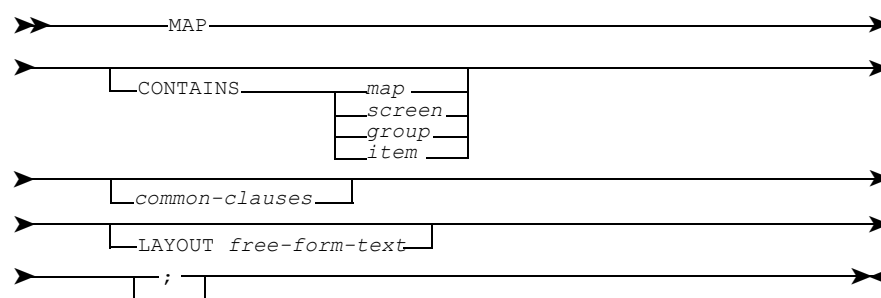 MAP
CONTAINS map
screen
group
item
common-clauses
LAYOUT free-form-text
;